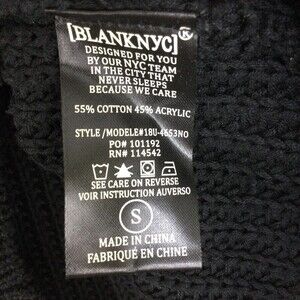 [BLANKNYC]®
DESIGNED FOR YOU
BY OUR NYC TEAM
IN THE CITY THAT
NEVER SLEEPS
BECAUSE WE CARE
55% COTTON 45% ACRYLIC
STYLE/MODELE#18U-4653NO
PO# 101192
RN# 114542
CARE SEE ON REVERSE
VOIR INSTRUCTION AUVERSO
S
MADE IN CHINA
FABRIQUÉ EN CHINE